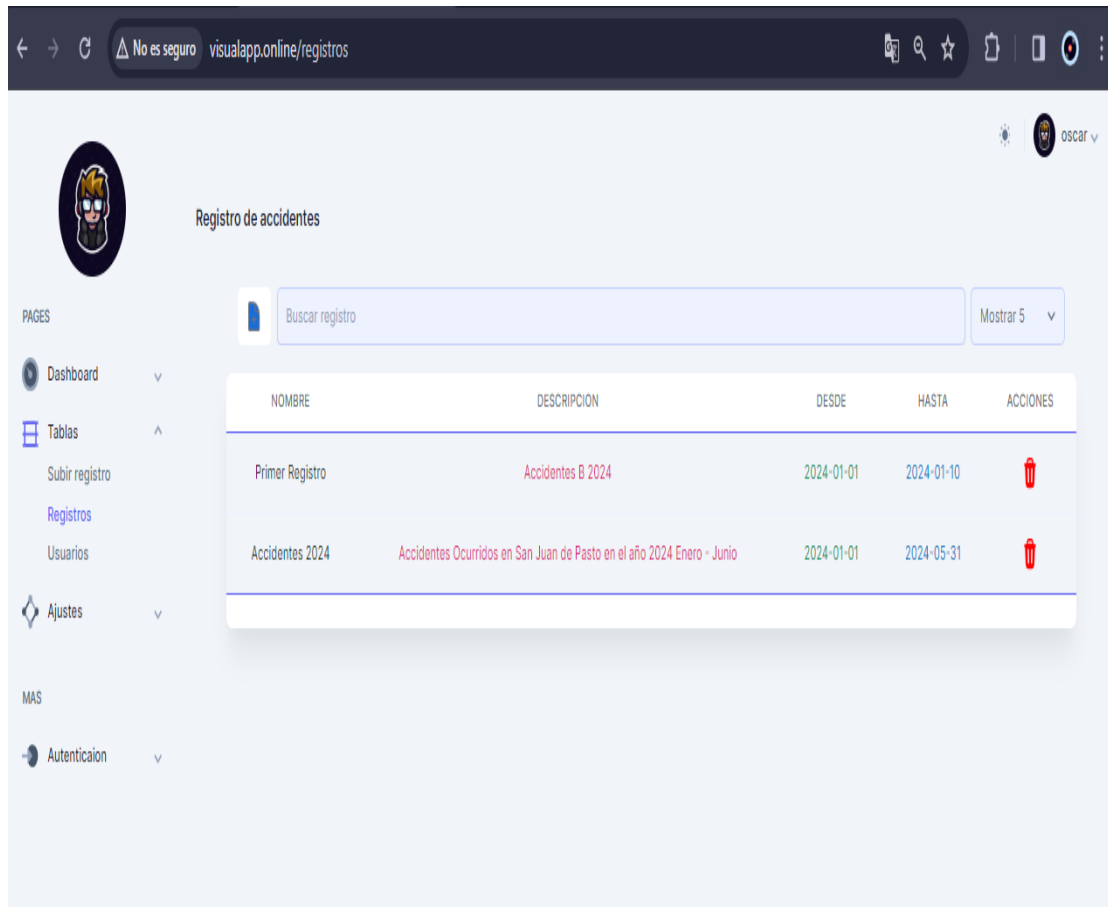 No es seguro visualapp.online/registros
oscar
Registro de accidentes
PAGES
Buscar registro
Mostrar 5
Dashboard
Tablas
Subir registro
Registros
Usuarios
Ajustes
MAS
Autenticaion
NOMBRE DESCRIPCION DESDE HASTA ACCIONES
Primer Registro Accidentes B 2024 2024-01-01 2024-01-10
Accidentes 2024 Accidentes Ocurridos en San Juan de Pasto en el año 2024 Enero - Junio 2024-01-01 2024-05-31